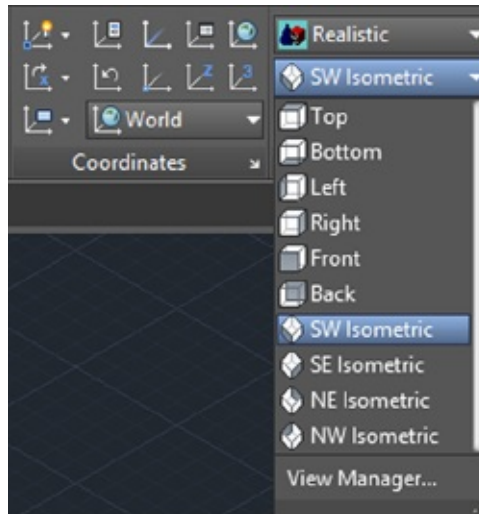 Realistic
SW Isometric
World
Coordinates
Top
Bottom
Left
Right
Front
Back
SW Isometric
SE Isometric
NE Isometric
NW Isometric
View Manager...